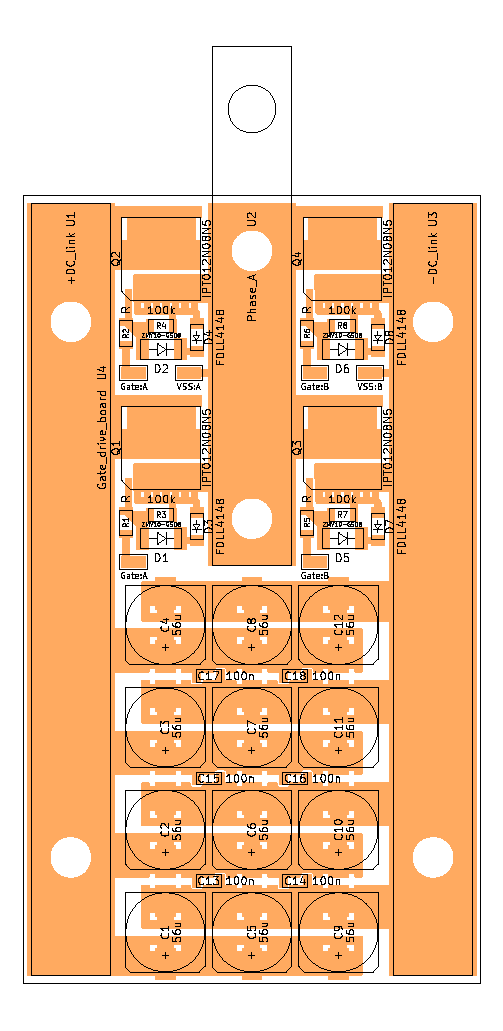 +DC_link U1
Phase_A U2
-DC_link U3
Q2
IPT012N08N5
Q4
IPT012N08N5
R 100k
R 100k
R2
R4
ZMY10-GS08
D4
FDLL4148
R6
R8
ZMY10-GS08
D8
FDLL4148
D2
D6
Gate:A
VSS:A
Gate:B
VSS:B
Gate_drive_board U4
Q1
IPT012N08N5
Q3
IPT012N08N5
R 100k
R 100k
R1
R3
ZMY10-GS08
D3
FDLL4148
R5
R7
ZMY10-GS08
D7
FDLL4148
D1
D5
Gate:A
Gate:B
C4
56u
+
C8
56u
+
C12
56u
+
C17 100n
C18 100n
C3
56u
+
C7
56u
+
C11
56u
+
C15 100n
C16 100n
C2
56u
+
C6
56u
+
C10
56u
+
C13 100n
C14 100n
C1
56u
+
C5
56u
+
C9
56u
+